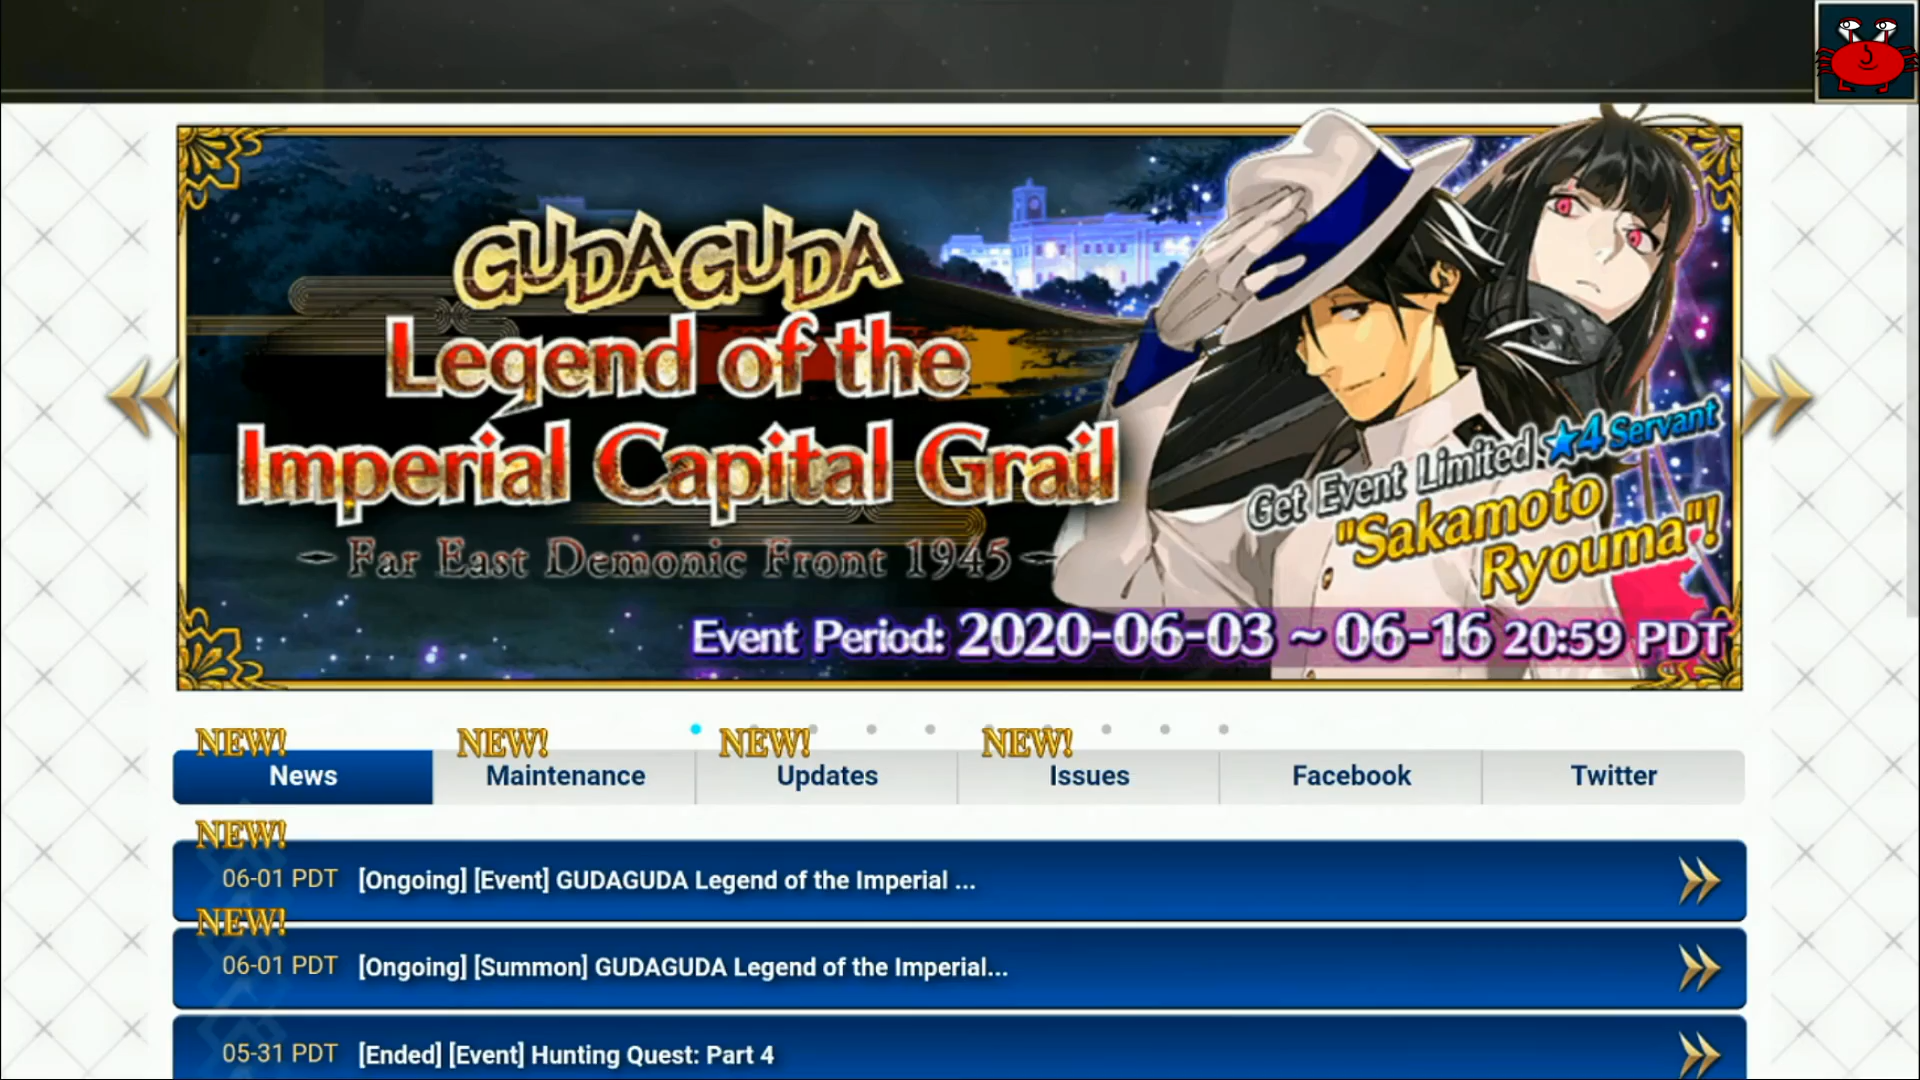 GUDAGUDA
Legend of the
Imperial Capital Grail
Far East Demonic Front 1945
Get Event Limited ★4 Servant
"Sakamoto
Ryouma"!
Event Period: 2020-06-03 ~ 06-16 20:59 PDT
NEW! NEW! NEW! NEW!
News Maintenance Updates Issues Facebook Twitter
NEW!
06-01 PDT [Ongoing] [Event] GUDAGUDA Legend of the Imperial ...
NEW!
06-01 PDT [Ongoing] [Summon] GUDAGUDA Legend of the Imperial...
05-31 PDT [Ended] [Event] Hunting Quest: Part 4